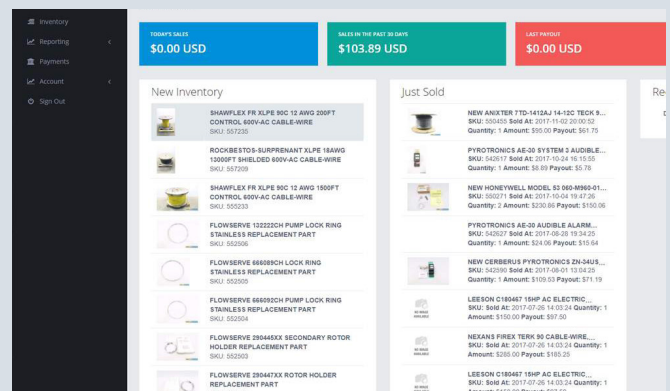 Inventory
Reporting
Payments
Account
Sign Out
TODAY'S SALES
$0.00 USD
SALES IN THE PAST 30 DAYS
$103.89 USD
LAST PAYOUT
$0.00 USD
New Inventory
SHAWFLEX FR XLPE 90C 12 AWG 200FT
CONTROL 600V-AC CABLE-WIRE
SKU: 557235
ROCKBESTOS-SURPRENANT XLPE 18AWG
13000FT SHIELDED 600V-AC CABLE-WIRE
SKU: 557209
SHAWFLEX FR XLPE 90C 12 AWG 1500FT
CONTROL 600V-AC CABLE-WIRE
SKU: 555233
FLOWSERVE 132222CH PUMP LOCK RING
STAINLESS REPLACEMENT PART
SKU: 552506
FLOWSERVE 666089CH LOCK RING
STAINLESS REPLACEMENT PART
SKU: 552505
FLOWSERVE 666092CH PUMP LOCK RING
STAINLESS REPLACEMENT PART
SKU: 552504
FLOWSERVE 290445XX SECONDARY ROTOR
HOLDER REPLACEMENT PART
SKU: 552503
FLOWSERVE 290447XX ROTOR HOLDER
REPLACEMENT PART
Just Sold
NEW ANIXTER 7TD-1412AJ 14-12C TECK 9...
SKU: 550455 Sold At: 2017-11-02 20:00:52
Quantity: 1 Amount: $95.00 Payout: $61.75
PYROTRONICS AE-30 SYSTEM 3 AUDIBLE...
SKU: 542617 Sold At: 2017-10-24 16:15:55
Quantity: 1 Amount: $8.89 Payout: $5.78
NEW HONEYWELL MODEL 53 060-M960-01...
SKU: 550271 Sold At: 2017-10-04 19:47:26
Quantity: 2 Amount: $230.86 Payout: $150.06
PYROTRONICS AE-30 AUDIBLE ALARM...
SKU: 542627 Sold At: 2017-08-28 19:34:25
Quantity: 1 Amount: $24.06 Payout: $15.64
NEW CERBERUS PYROTRONICS ZN-34US...
SKU: 542590 Sold At: 2017-08-01 13:04:25
Quantity: 1 Amount: $109.53 Payout: $71.19
LEESON C180467 15HP AC ELECTRIC...
SKU: Sold At: 2017-07-26 14:03:24 Quantity: 1
Amount: $150.00 Payout: $97.50
NEXANS FIREX TERK 90 CABLE-WIRE...
SKU: Sold At: 2017-07-26 14:03:24 Quantity: 1
Amount: $285.00 Payout: $185.25
LEESON C180467 15HP AC ELECTRIC...
SKU: Sold At: 2017-07-26 14:03:24 Quantity: 1
Re